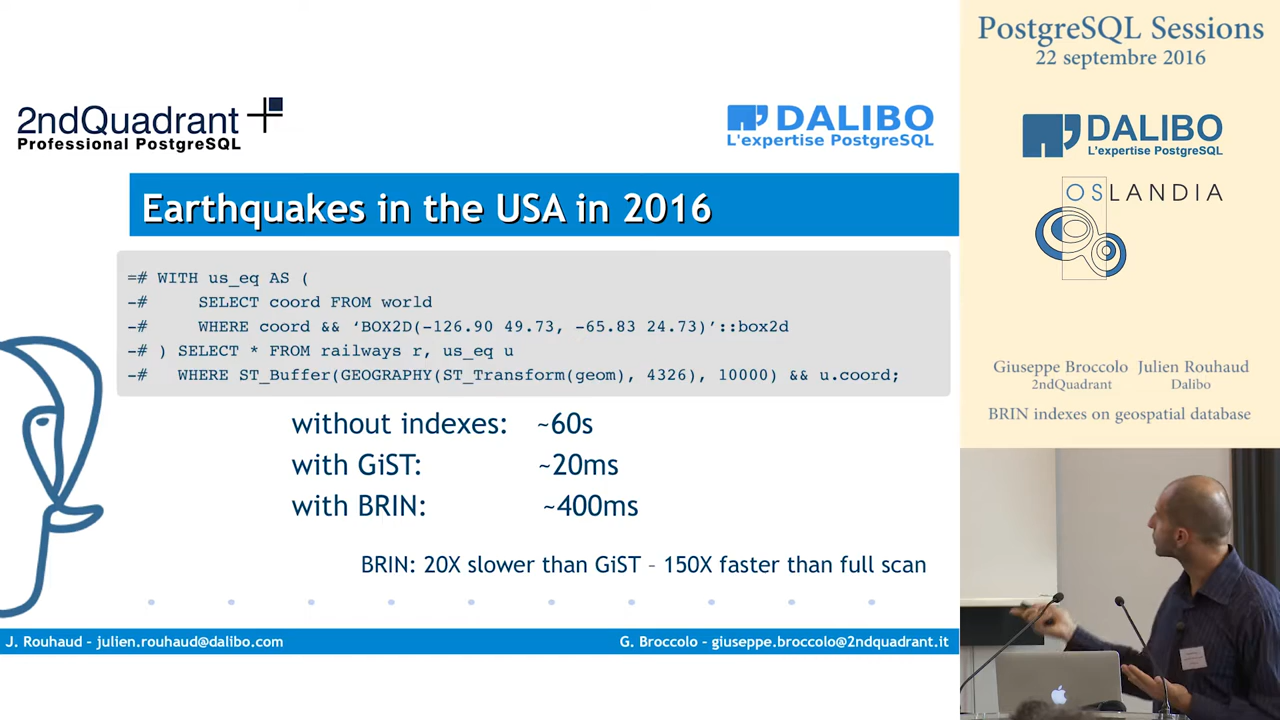 2ndQuadrant
Professional PostgreSQL
DALIBO
L'expertise PostgreSQL
Earthquakes in the USA in 2016
=# WITH us_eq AS (
-# SELECT coord FROM world
-# WHERE coord && ‘BOX2D(-126.90 49.73, -65.83 24.73)’::box2d
-# ) SELECT * FROM railways r, us_eq u
-# WHERE ST_Buffer(GEOGRAPHY(ST_Transform(geom), 4326), 10000) && u.coord;
without indexes: ~60s
with GiST: ~20ms
with BRIN: ~400ms
BRIN: 20X slower than GiST – 150X faster than full scan
J. Rouhaud – julien.rouhaud@dalibo.com
G. Broccolo – giuseppe.broccolo@2ndquadrant.it
PostgreSQL Sessions
22 septembre 2016
DALIBO
L'expertise PostgreSQL
OSLANDIA
Giuseppe Broccolo Julien Rouhaud
2ndQuadrant Dalibo
BRIN indexes on geospatial database